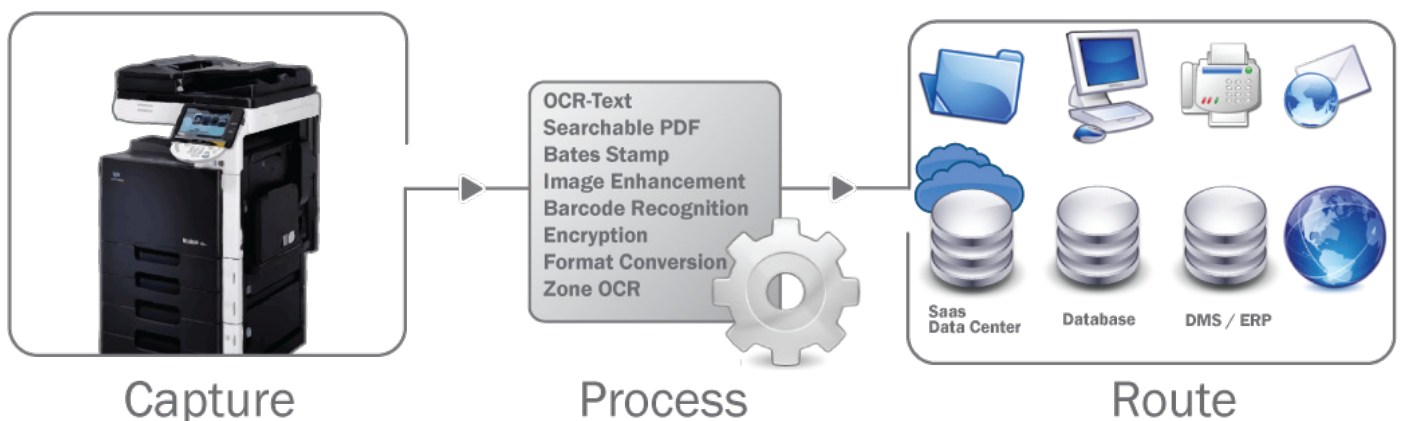 OCR-Text
Searchable PDF
Bates Stamp
Image Enhancement
Barcode Recognition
Encryption
Format Conversion
Zone OCR
Saas
Data Center
Database
DMS / ERP
Capture
Process
Route